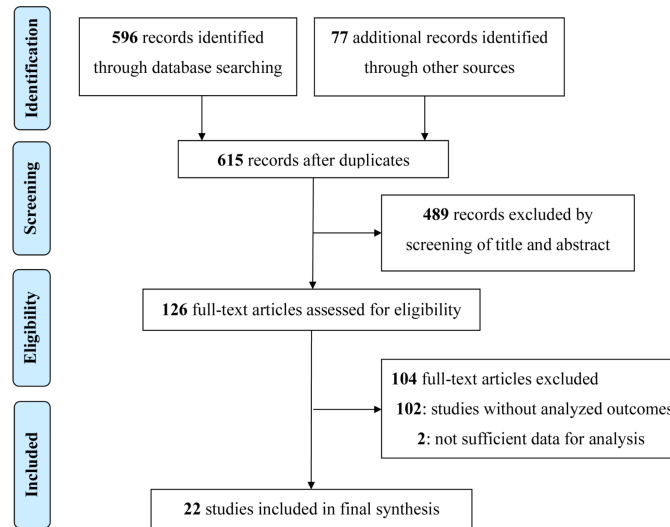 Identification
596 records identified
through database searching
77 additional records identified
through other sources
Screening
615 records after duplicates
489 records excluded by
screening of title and abstract
Eligibility
126 full-text articles assessed for eligibility
104 full-text articles excluded
102: studies without analyzed outcomes
2: not sufficient data for analysis
Included
22 studies included in final synthesis